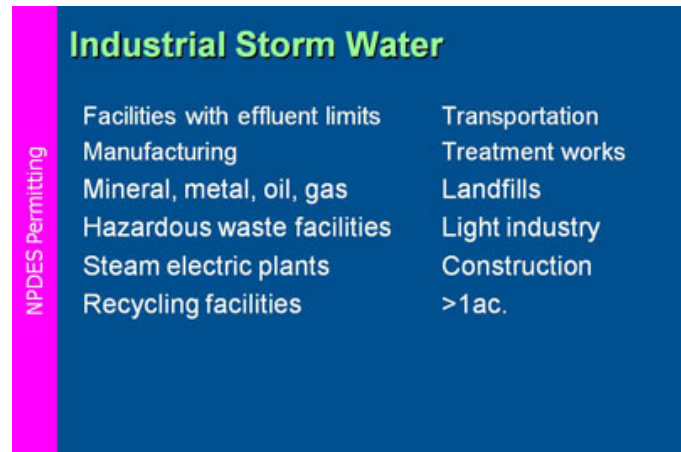 Industrial Storm Water
NPDES Permitting
Facilities with effluent limits
Manufacturing
Mineral, metal, oil, gas
Hazardous waste facilities
Steam electric plants
Recycling facilities
Transportation
Treatment works
Landfills
Light industry
Construction
>1ac.